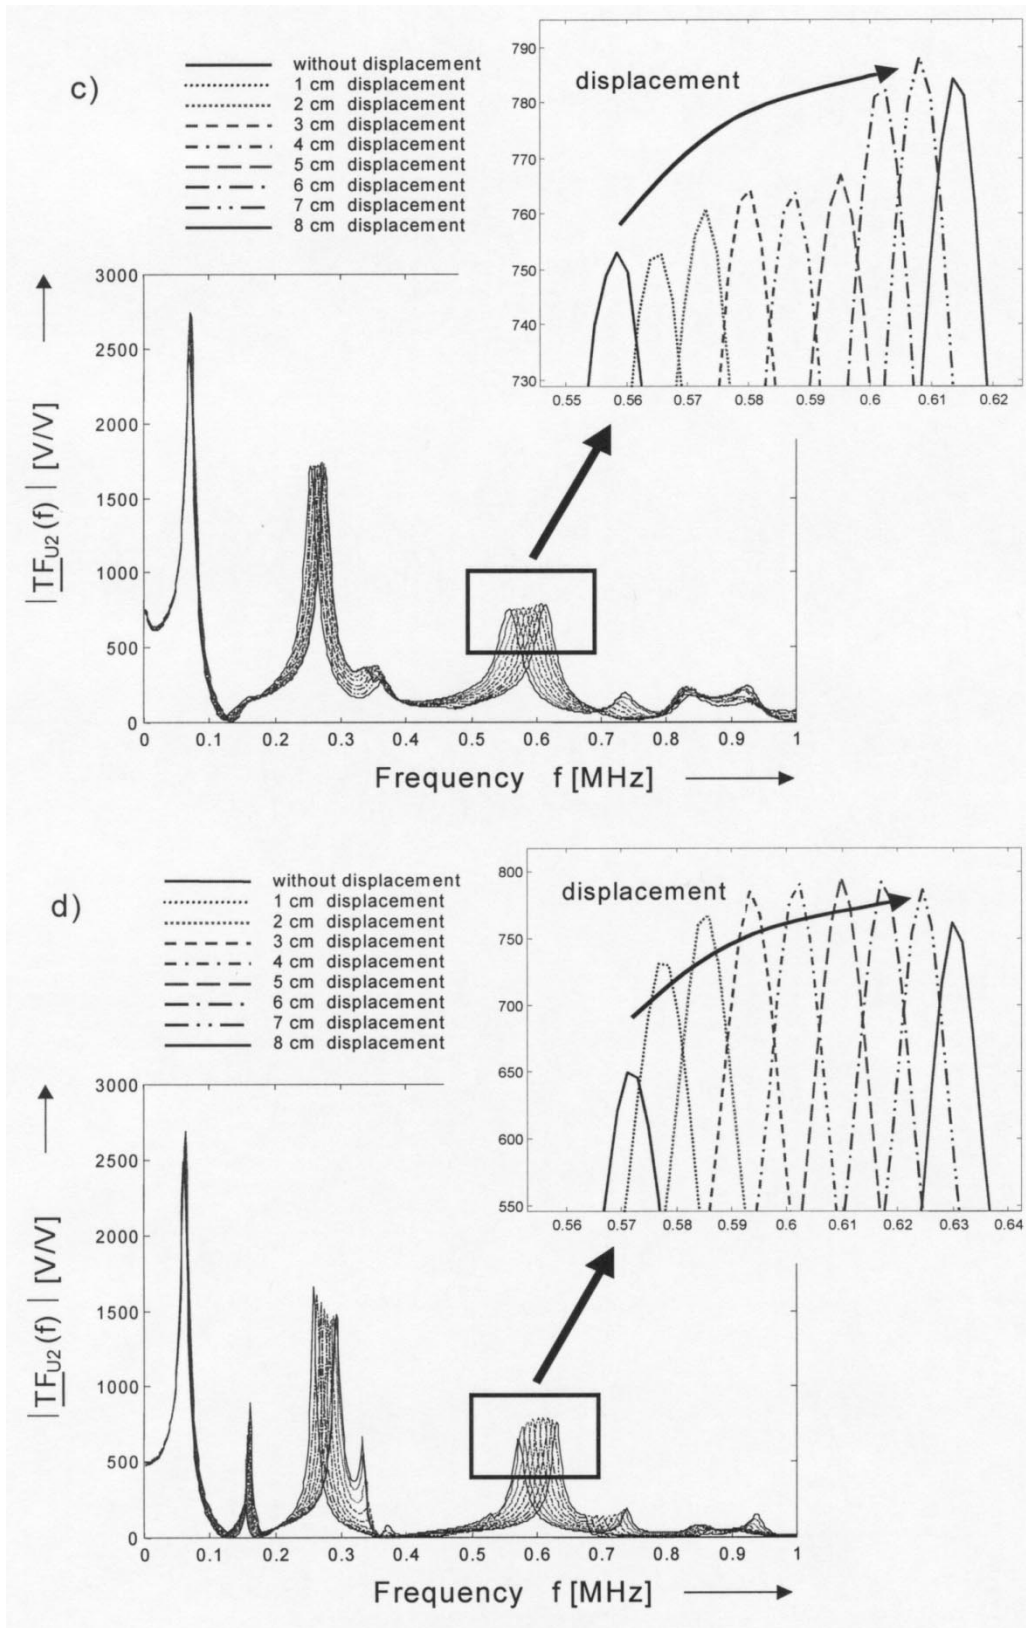 c)
without displacement
1 cm displacement
2 cm displacement
3 cm displacement
4 cm displacement
5 cm displacement
6 cm displacement
7 cm displacement
8 cm displacement
displacement
790
780
770
760
750
740
730
0.55 0.56 0.57 0.58 0.59 0.6 0.61 0.62
|TF_U2(f)| [V/V]
3000
2500
2000
1500
1000
500
0
0 0.1 0.2 0.3 0.4 0.5 0.6 0.7 0.8 0.9 1
Frequency f [MHz]
d)
without displacement
1 cm displacement
2 cm displacement
3 cm displacement
4 cm displacement
5 cm displacement
6 cm displacement
7 cm displacement
8 cm displacement
displacement
800
750
700
650
600
550
0.56 0.57 0.58 0.59 0.6 0.61 0.62 0.63 0.64
|TF_U2(f)| [V/V]
3000
2500
2000
1500
1000
500
0
0 0.1 0.2 0.3 0.4 0.5 0.6 0.7 0.8 0.9 1
Frequency f [MHz]